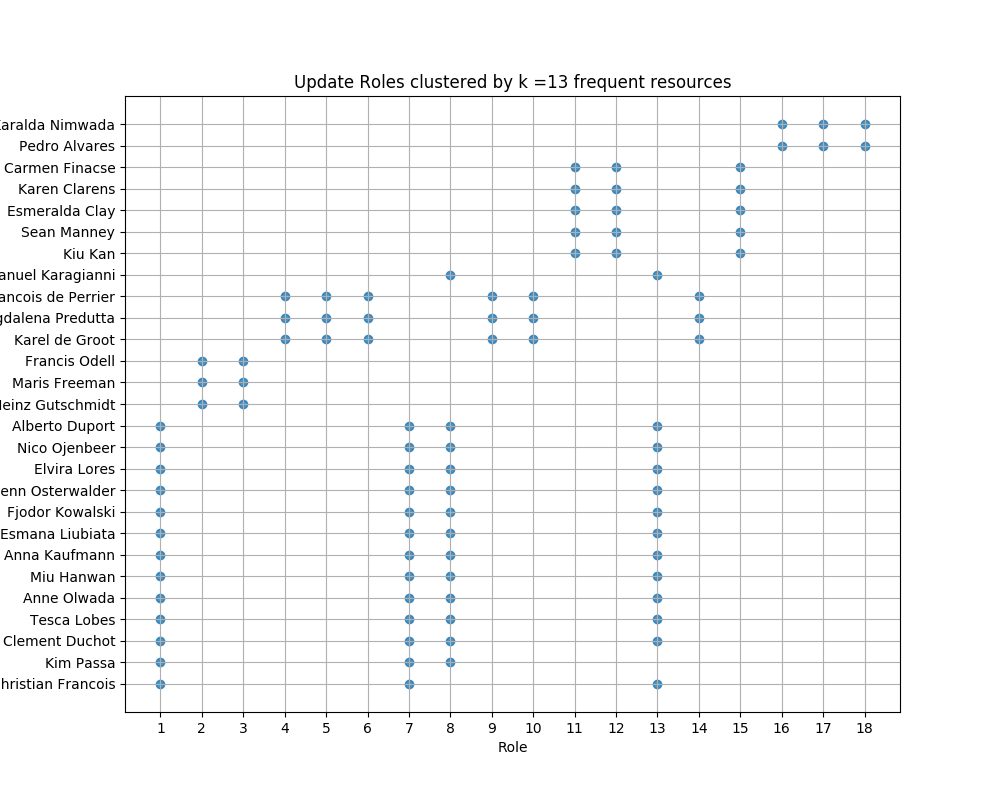 Update Roles clustered by k =13 frequent resources
Karalda Nimwada
Pedro Alvares
Carmen Finacse
Karen Clarens
Esmeralda Clay
Sean Manney
Kiu Kan
anuel Karagianni
ancois de Perrier
gdalena Predutta
Karel de Groot
Francis Odell
Maris Freeman
Heinz Gutschmidt
Alberto Duport
Nico Ojenbeer
Elvira Lores
enn Osterwalder
Fjodor Kowalski
Esmana Liubiata
Anna Kaufmann
Miu Hanwan
Anne Olwada
Tesca Lobes
Clement Duchot
Kim Passa
hristian Francois
1 2 3 4 5 6 7 8 9 10 11 12 13 14 15 16 17 18
Role